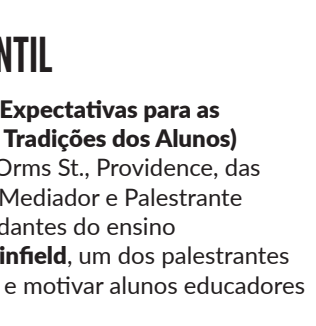 NTIL
Expectativas para as
Tradições dos Alunos)
Orms St., Providence, das
Mediador e Palestrante
dantes do ensino
infield, um dos palestrantes
e motivar alunos educadores